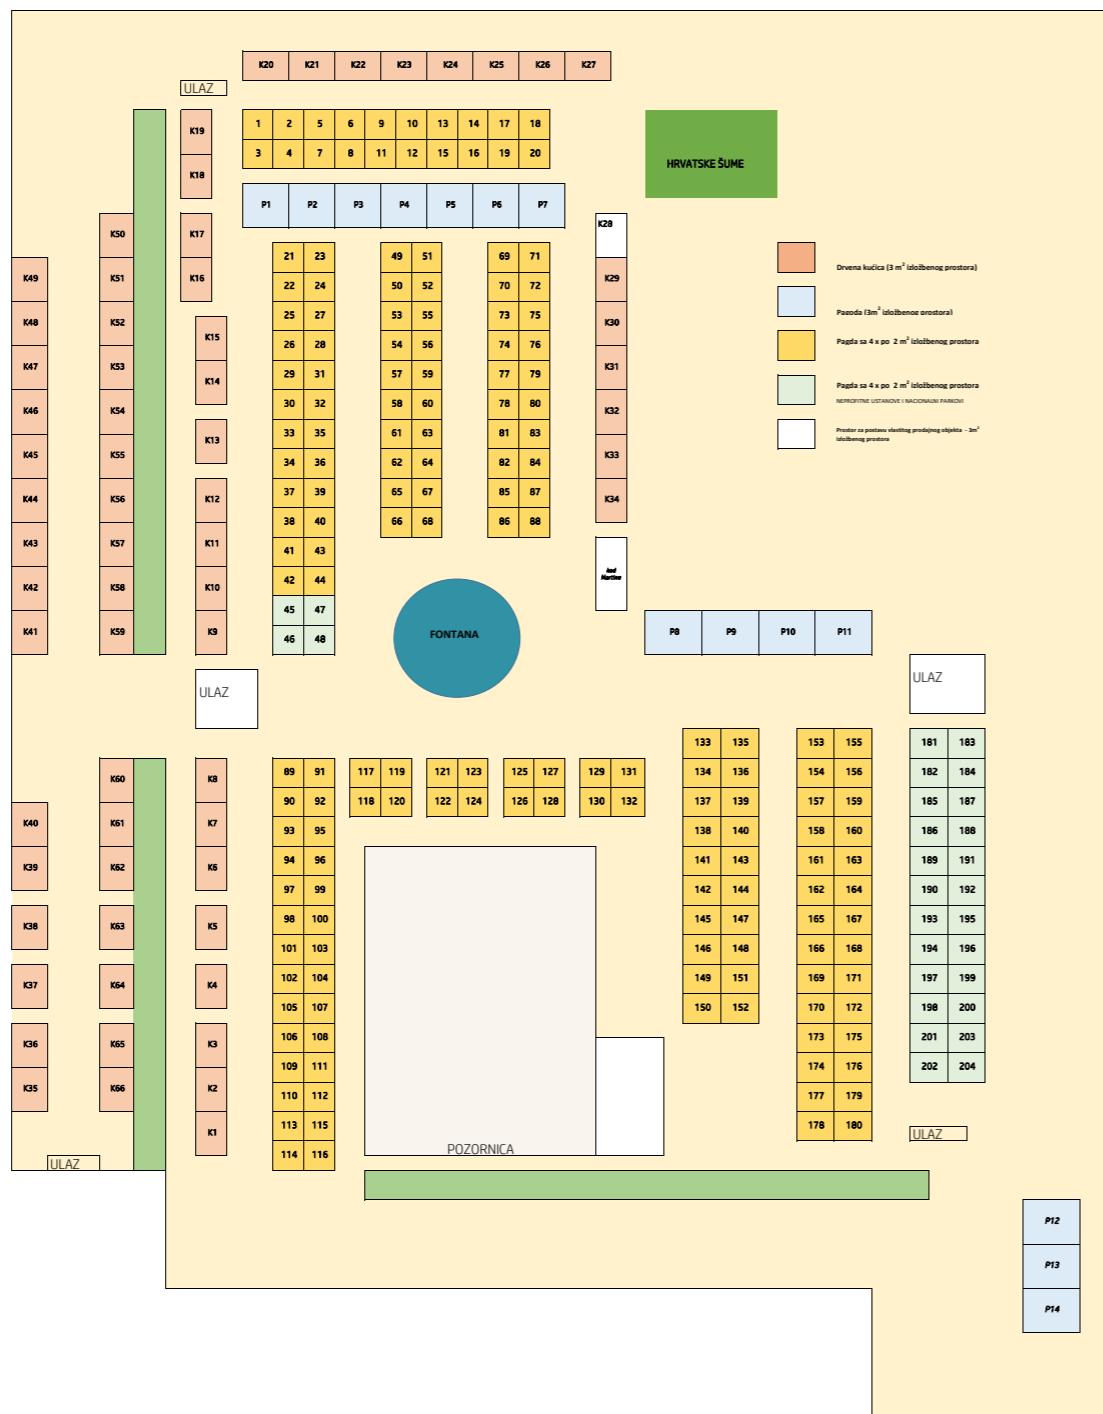 K20 K21 K22 K23 K24 K25 K26 K27
ULAZ
K19
K18
K17
K16
K15
K14
K13
K12
K11
K10
K9
1 2 5 6 9 10 13 14 17 18
3 4 7 8 11 12 15 16 19 20
P1 P2 P3 P4 P5 P6 P7
HRVATSKE ŠUME
K50
K51
K52
K53
K54
K55
K56
K57
K58
K59
K49
K48
K47
K46
K45
K44
K43
K42
K41
21 23
22 24
25 27
26 28
29 31
30 32
33 35
34 36
37 39
38 40
41 43
42 44
45 47
46 48
49 51
50 52
53 55
54 56
57 59
58 60
61 63
62 64
65 67
66 68
69 71
70 72
73 75
74 76
77 79
78 80
81 83
82 84
85 87
86 88
K28
K29
K30
K31
K32
K33
K34
kod
Martina
Drvena kućica (3 m² izložbenog prostora)
Pagoda (3m² izložbenog prostora)
Pagda sa 4 x po 2 m² izložbenog prostora
Pagda sa 4 x po 2 m² izložbenog prostora
NEPROFITNE USTANOVE I NACIONALNI PARKOVI
Prostor za postavu vlastitog prodajnog objekta - 3m²
izložbenog prostora
FONTANA
P8 P9 P10 P11
ULAZ
ULAZ
K60
K61
K62
K63
K64
K65
K66
K40
K39
K38
K37
K36
K35
K8
K7
K6
K5
K4
K3
K2
K1
89 91
90 92
93 95
94 96
97 99
98 100
101 103
102 104
105 107
106 108
109 111
110 112
113 115
114 116
117 119
118 120
121 123
122 124
125 127
126 128
129 131
130 132
133 135
134 136
137 139
138 140
141 143
142 144
145 147
146 148
149 151
150 152
153 155
154 156
157 159
158 160
161 163
162 164
165 167
166 168
169 171
170 172
173 175
174 176
177 179
178 180
181 183
182 184
185 187
186 188
189 191
190 192
193 195
194 196
197 199
198 200
201 203
202 204
POZORNICA
ULAZ
ULAZ
P12
P13
P14